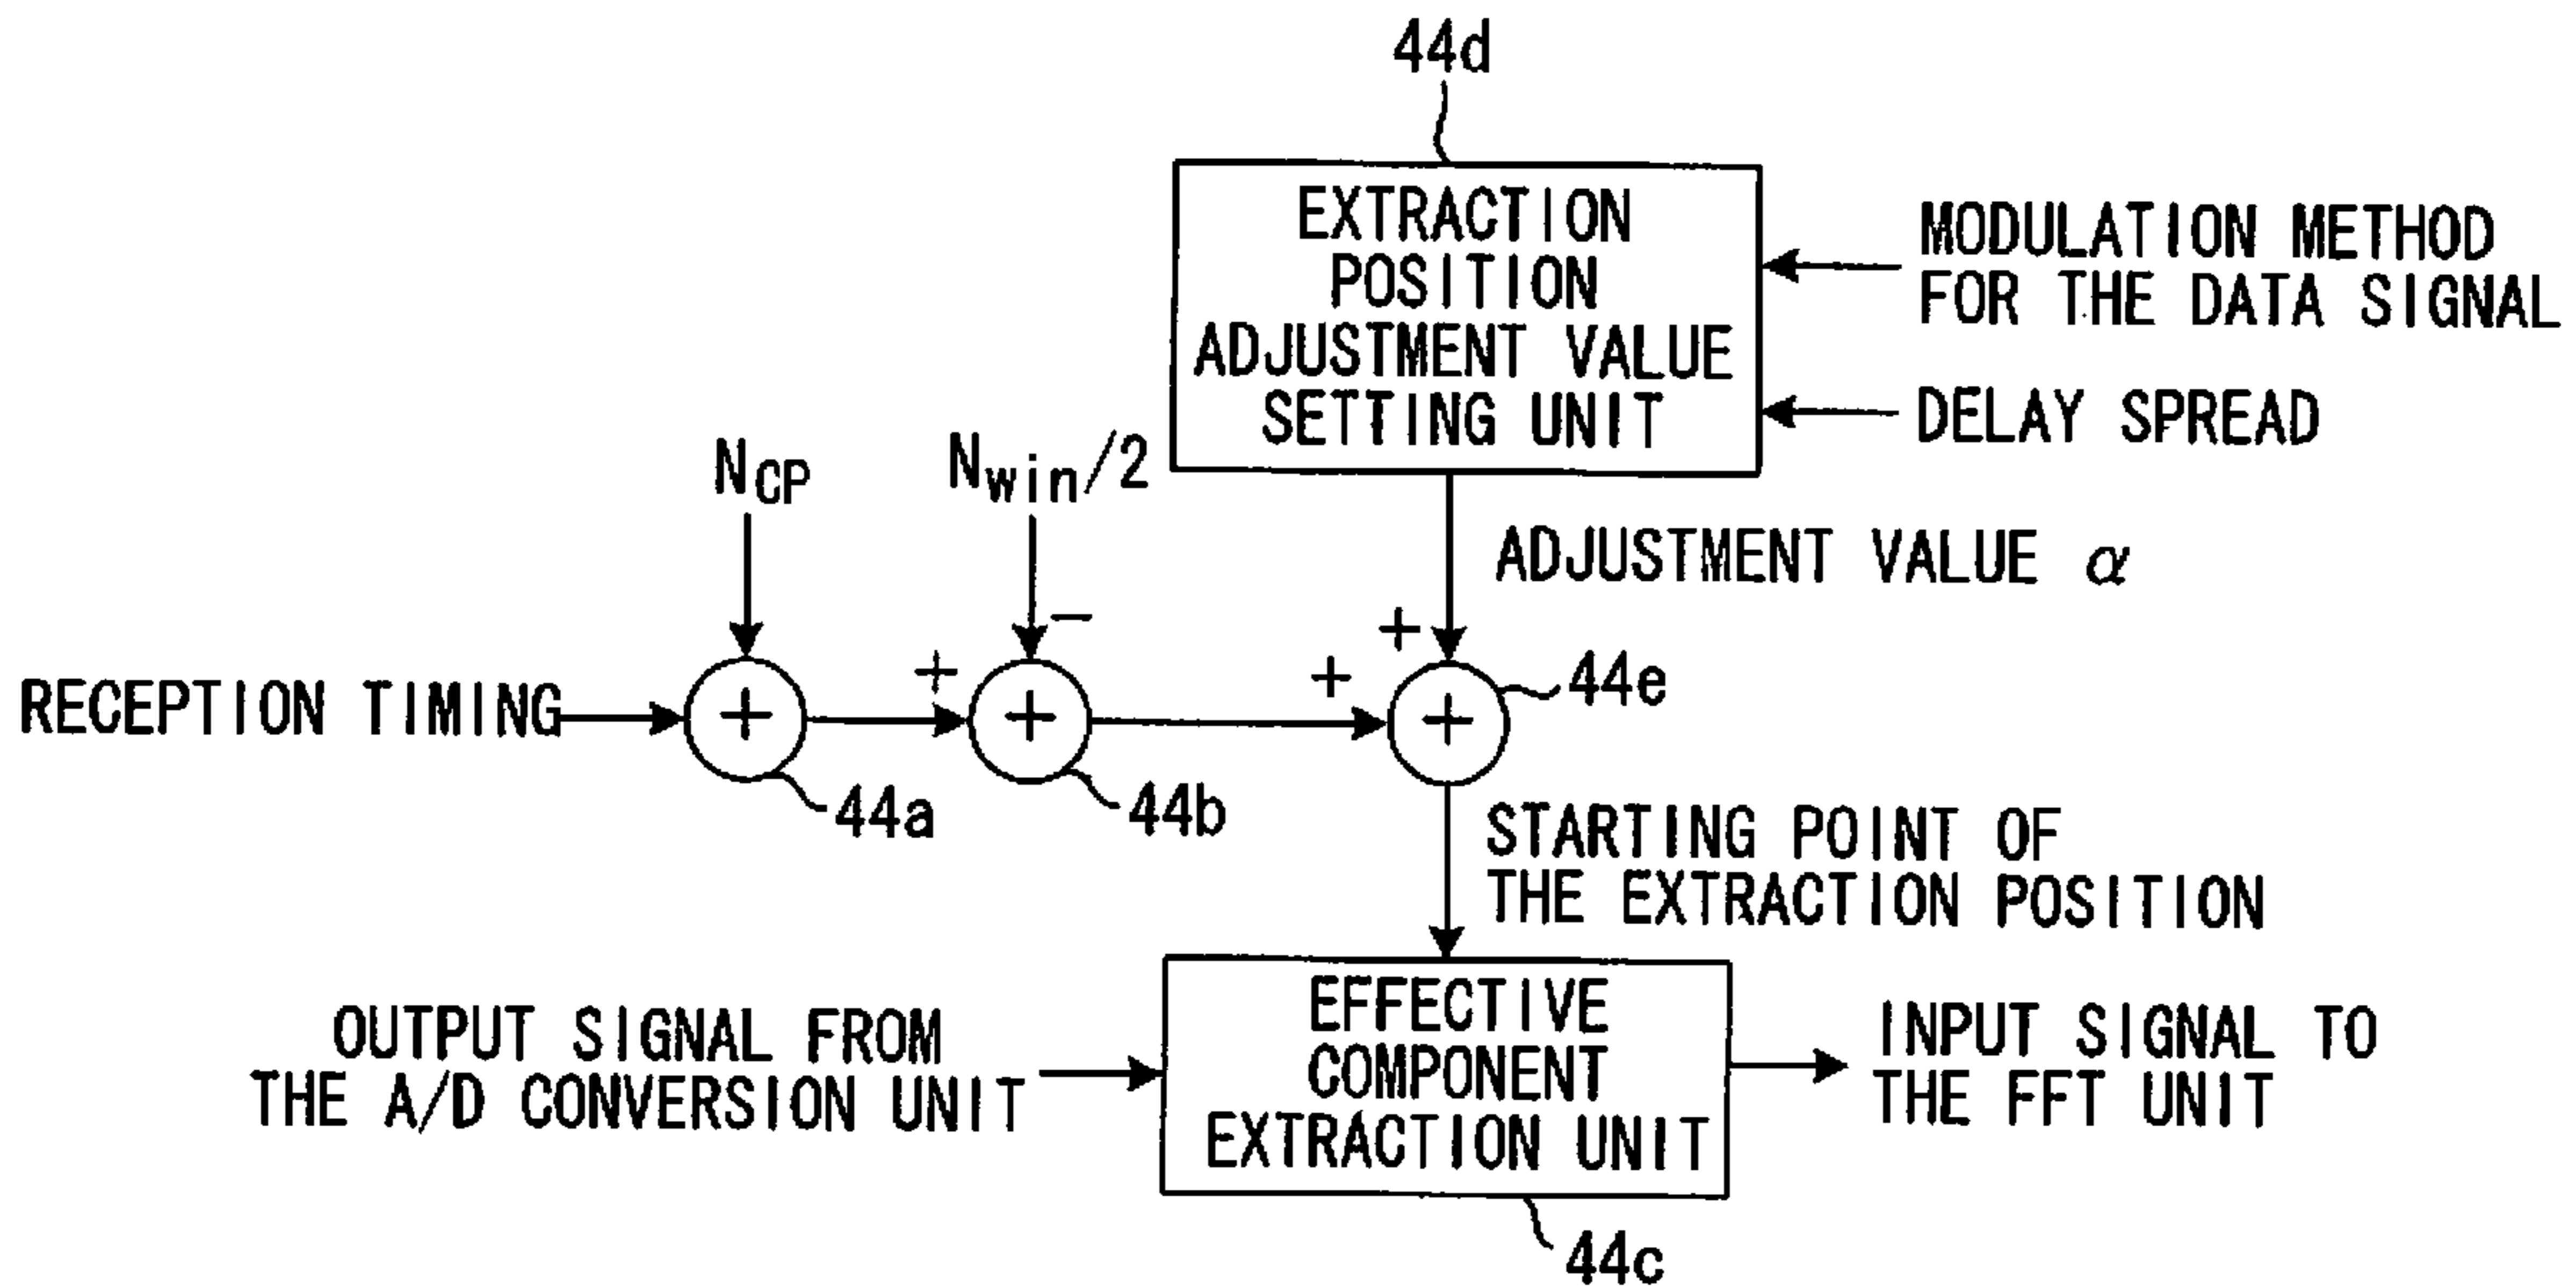 44d
EXTRACTION
POSITION
ADJUSTMENT VALUE
SETTING UNIT
MODULATION METHOD
FOR THE DATA SIGNAL
DELAY SPREAD
NCP
Nwin/2
ADJUSTMENT VALUE α
−
+
+
+
RECEPTION TIMING
+
+
+
44e
44a
44b
STARTING POINT OF
THE EXTRACTION POSITION
OUTPUT SIGNAL FROM
THE A/D CONVERSION UNIT
EFFECTIVE
COMPONENT
EXTRACTION UNIT
INPUT SIGNAL TO
THE FFT UNIT
44c